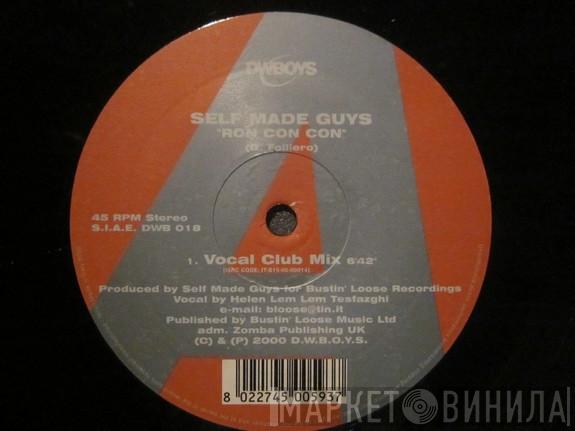 DWBOYS
SELF MADE GUYS
"RON CON CON"
(G. Folliero)
45 RPM Stereo
S.I.A.E. DWB 018
1. Vocal Club Mix 6'42"
Produced by Self Made Guys for Bustin' Loose Recordings
Vocal by Helen Lem Lem Tesfazghi
e-mail: bloose@tin.it
Published by Bustin' Loose Music Ltd
adm. Zomba Publishing UK
(C) & (P) 2000 D.W.B.O.Y.S.
8 022745 005937
МАРКЕТ ВИНИЛА